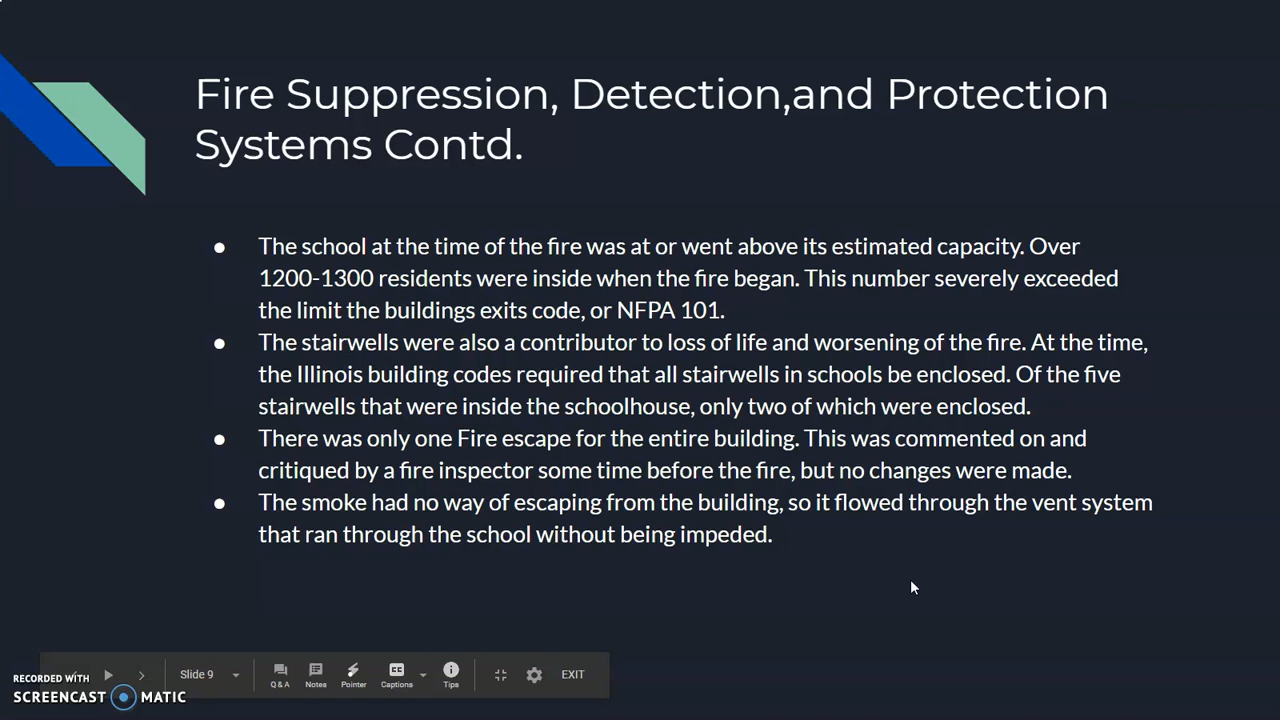 Fire Suppression, Detection,and Protection
Systems Contd.
● The school at the time of the fire was at or went above its estimated capacity. Over
1200-1300 residents were inside when the fire began. This number severely exceeded
the limit the buildings exits code, or NFPA 101.
● The stairwells were also a contributor to loss of life and worsening of the fire. At the time,
the Illinois building codes required that all stairwells in schools be enclosed. Of the five
stairwells that were inside the schoolhouse, only two of which were enclosed.
● There was only one Fire escape for the entire building. This was commented on and
critiqued by a fire inspector some time before the fire, but no changes were made.
● The smoke had no way of escaping from the building, so it flowed through the vent system
that ran through the school without being impeded.
Slide 9 Q&A Notes Pointer Captions Tips EXIT
RECORDED WITH
SCREENCAST MATIC